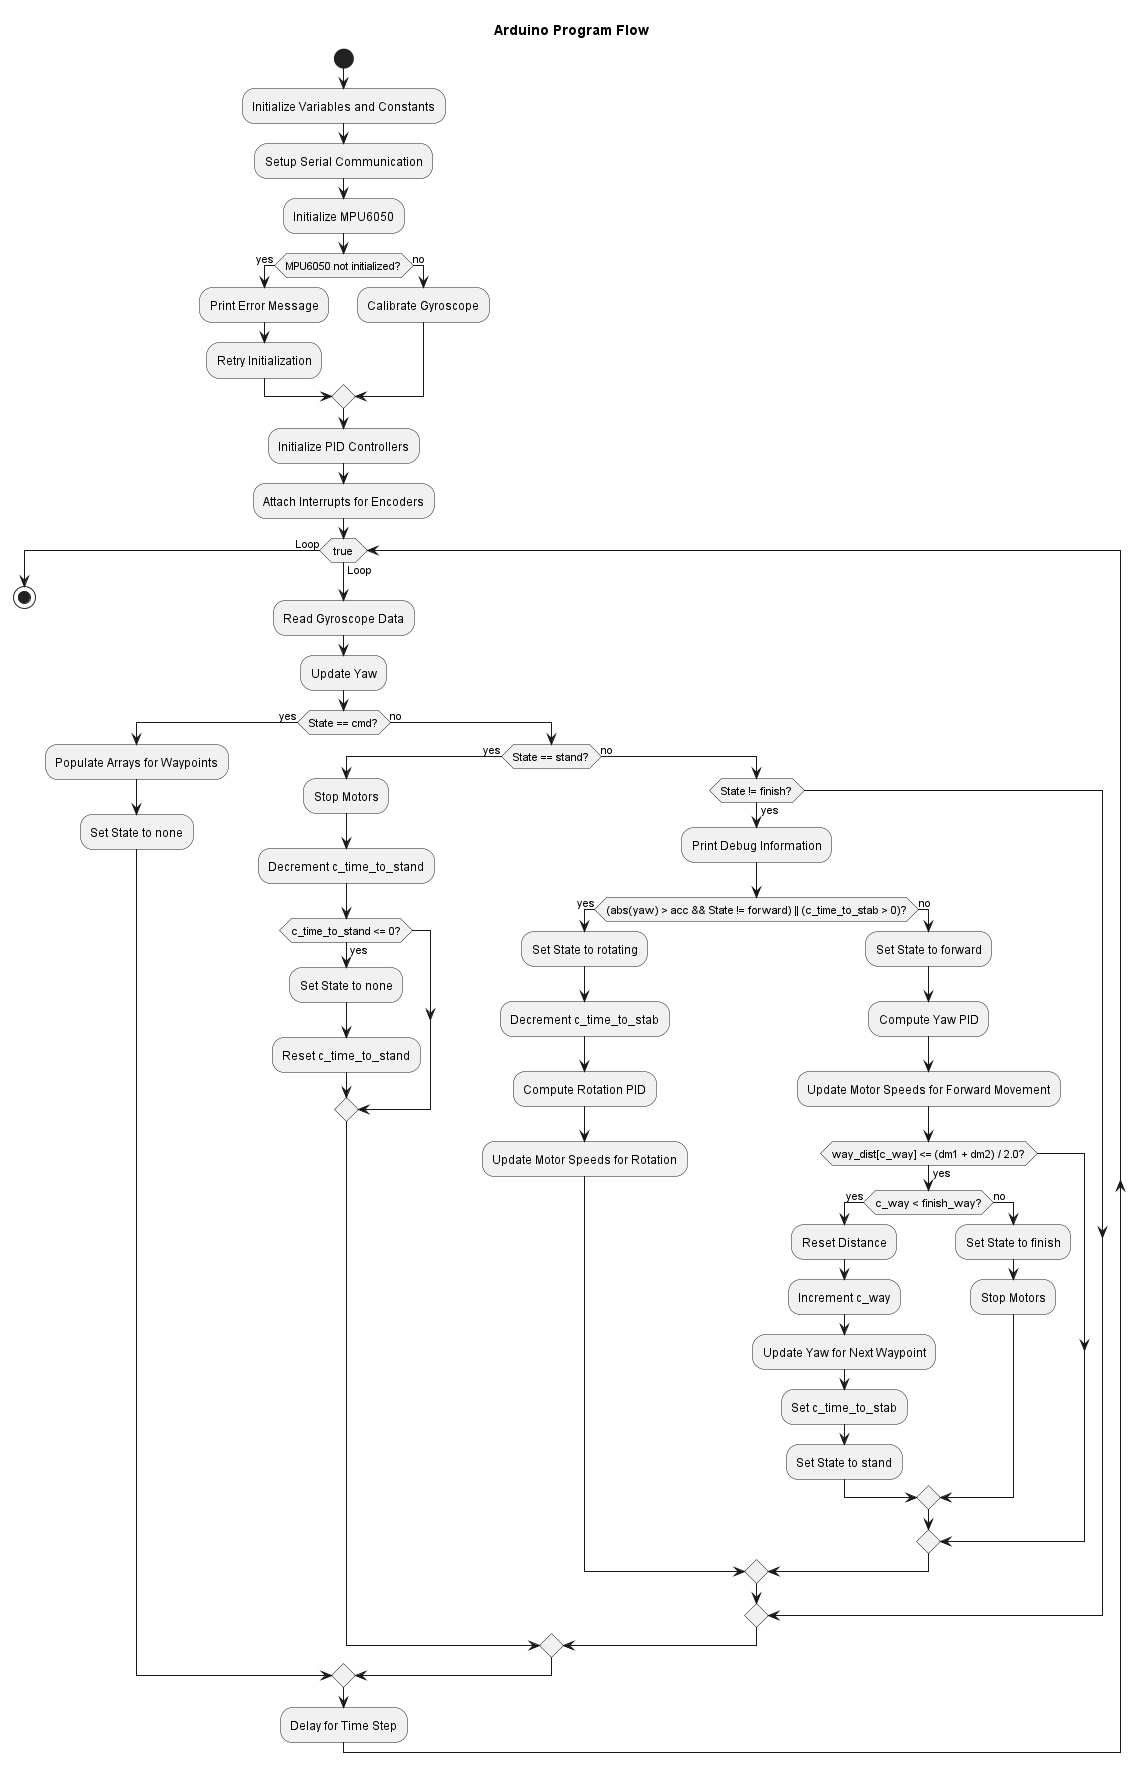 Arduino Program Flow
Initialize Variables and Constants
Setup Serial Communication
Initialize MPU6050
yes
MPU6050 not initialized?
no
Print Error Message
Calibrate Gyroscope
Retry Initialization
Initialize PID Controllers
Attach Interrupts for Encoders
Loop
true
Loop
Read Gyroscope Data
Update Yaw
yes
State == cmd?
no
Populate Arrays for Waypoints
Set State to none
yes
State == stand?
no
Stop Motors
Decrement c_time_to_stand
c_time_to_stand <= 0?
yes
Set State to none
Reset c_time_to_stand
State != finish?
yes
Print Debug Information
yes
(abs(yaw) > acc && State != forward) || (c_time_to_stab > 0)?
no
Set State to rotating
Decrement c_time_to_stab
Compute Rotation PID
Update Motor Speeds for Rotation
Set State to forward
Compute Yaw PID
Update Motor Speeds for Forward Movement
way_dist[c_way] <= (dm1 + dm2) / 2.0?
yes
yes
c_way < finish_way?
no
Reset Distance
Increment c_way
Update Yaw for Next Waypoint
Set c_time_to_stab
Set State to stand
Set State to finish
Stop Motors
Delay for Time Step